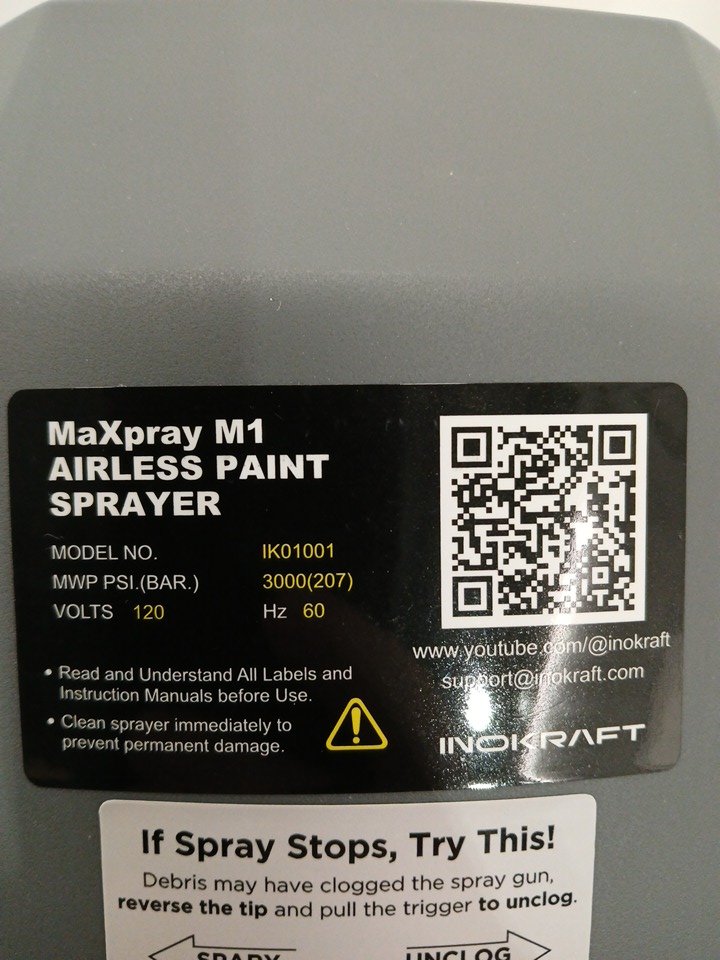 MaXpray M1
AIRLESS PAINT
SPRAYER
MODEL NO. IK01001
MWP PSI.(BAR.) 3000(207)
VOLTS 120 Hz 60
• Read and Understand All Labels and
Instruction Manuals before Use.
• Clean sprayer immediately to
prevent permanent damage.
www.youtube.com/@inokraft
support@inokraft.com
INOKRAFT
If Spray Stops, Try This!
Debris may have clogged the spray gun,
reverse the tip and pull the trigger to unclog.
SPARY UNCLOG